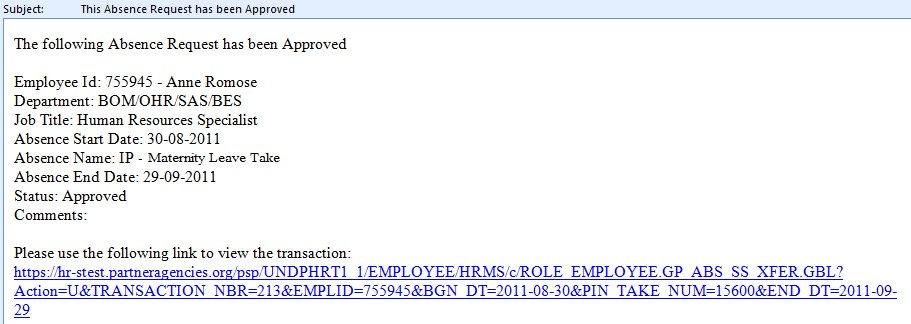 Subject: This Absence Request has been Approved
The following Absence Request has been Approved
Employee Id: 755945 - Anne Romose
Department: BOM/OHR/SAS/BES
Job Title: Human Resources Specialist
Absence Start Date: 30-08-2011
Absence Name: IP - Maternity Leave Take
Absence End Date: 29-09-2011
Status: Approved
Comments:
Please use the following link to view the transaction:
https://hr-stest.partneragencies.org/psp/UNDPHRT1_1/EMPLOYEE/HRMS/c/ROLE_EMPLOYEE.GP_ABS_SS_XFER.GBL?
Action=U&TRANSACTION_NBR=213&EMPLID=755945&BGN_DT=2011-08-30&PIN_TAKE_NUM=15600&END_DT=2011-09-
29